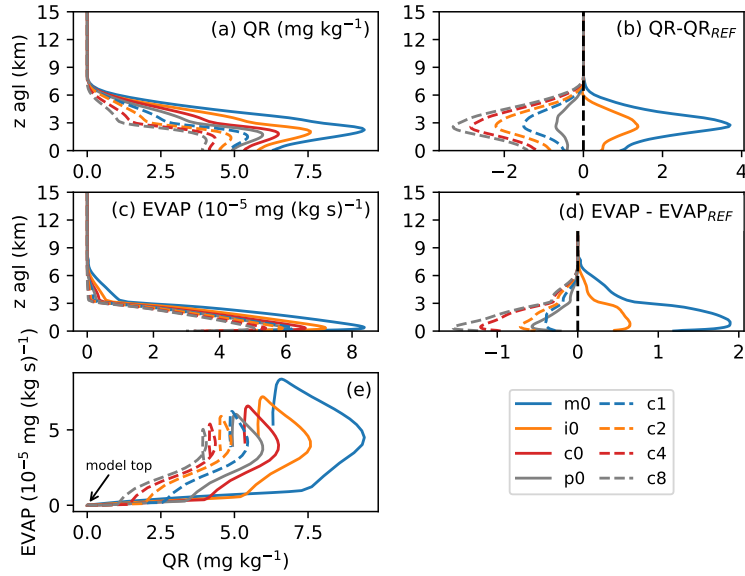 (a) QR (mg kg⁻¹)
z agl (km)
15
12
9
6
3
0
0.0
2.5
5.0
7.5
(b) QR-QR_REF
15
12
9
6
3
0
−2
0
2
4
(c) EVAP (10⁻⁵ mg (kg s)⁻¹)
z agl (km)
15
12
9
6
3
0
0
2
4
6
8
(d) EVAP - EVAP_REF
15
12
9
6
3
0
−1
0
1
2
(e)
EVAP (10⁻⁵ mg (kg s)⁻¹)
5
0
model top
0.0
2.5
5.0
7.5
QR (mg kg⁻¹)
m0
i0
c0
p0
c1
c2
c4
c8